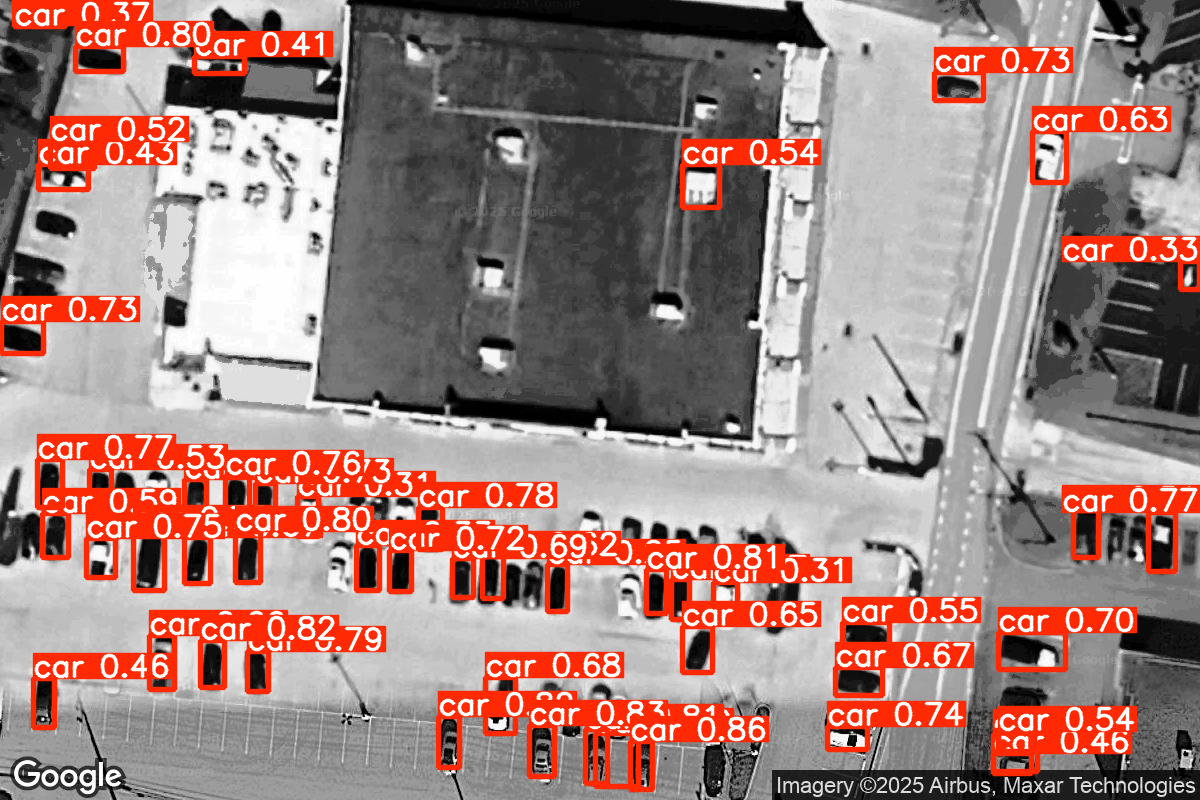 car 0.37
car 0.80
car 0.41
car 0.73
car 0.63
car 0.52
car 0.43
car 0.54
© 2025 Google
car 0.33
car 0.73
car 0.77
car 0.76
car 0.78
car 0.59
car 0.75
car 0.80
car 0.72
car 0.77
car 0.81
0.31
car 0.65
car 0.55
car 0.70
car 0.82
0.79
car 0.67
car 0.46
car 0.68
car 0.83
car 0.86
car 0.74
car 0.54
car 0.46
Google
Imagery ©2025 Airbus, Maxar Technologies